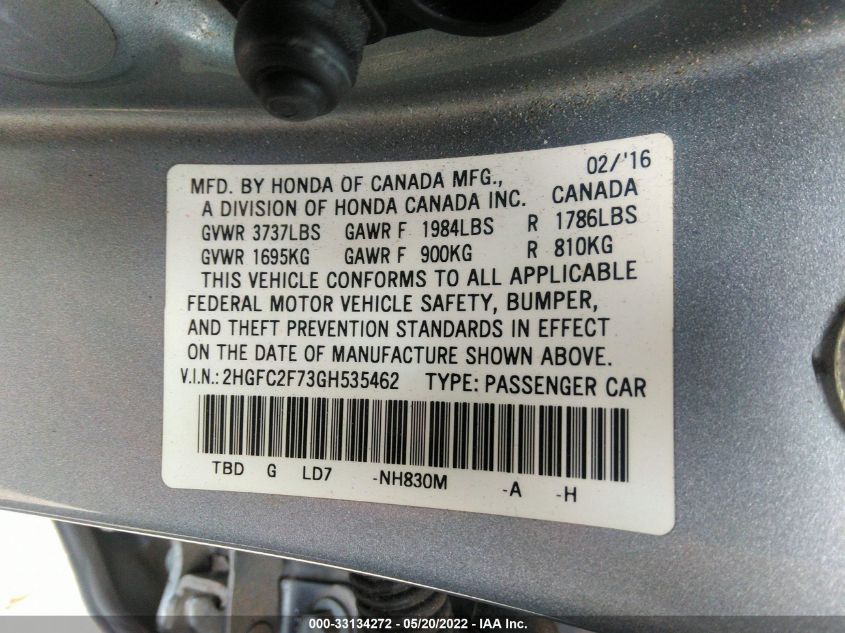 02/'16
MFD. BY HONDA OF CANADA MFG.,
A DIVISION OF HONDA CANADA INC. CANADA
GVWR 3737LBS GAWR F 1984LBS R 1786LBS
GVWR 1695KG GAWR F 900KG R 810KG
THIS VEHICLE CONFORMS TO ALL APPLICABLE
FEDERAL MOTOR VEHICLE SAFETY, BUMPER,
AND THEFT PREVENTION STANDARDS IN EFFECT
ON THE DATE OF MANUFACTURE SHOWN ABOVE.
V.I.N.: 2HGFC2F73GH535462 TYPE: PASSENGER CAR
TBD G LD7 -NH830M -A -H
000-33134272 — 05/20/2022 — IAA Inc.